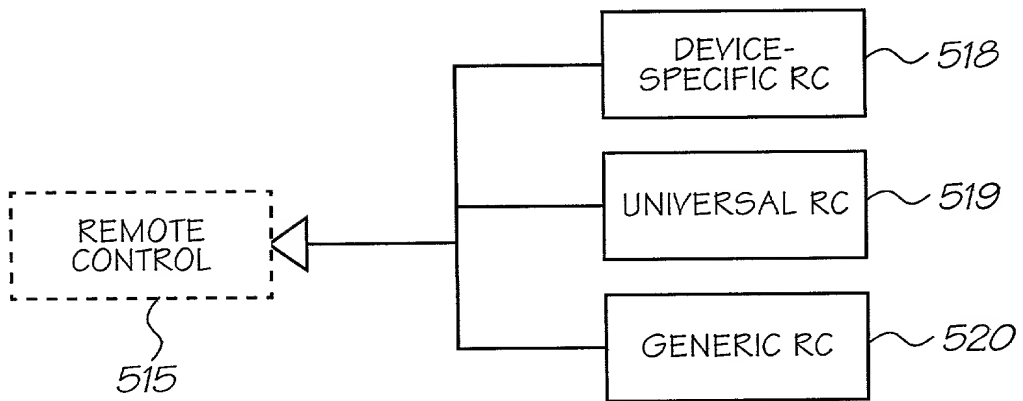 DEVICE-
SPECIFIC RC
518
UNIVERSAL RC
519
REMOTE
CONTROL
515
GENERIC RC
520